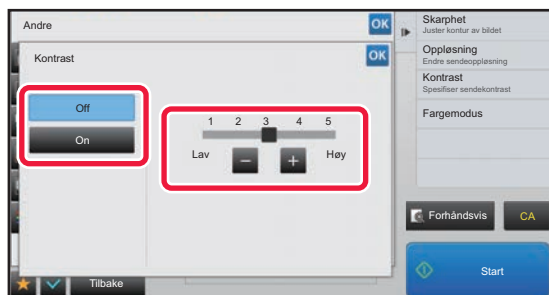 Andre
OK
Kontrast
OK
Off
On
1 2 3 4 5
Lav
Høy
Tilbake
Skarphet
Juster kontur av bildet
Oppløsning
Endre sendeoppløsning
Kontrast
Spesifiser sendekontrast
Fargemodus
Forhåndsvis
CA
Start